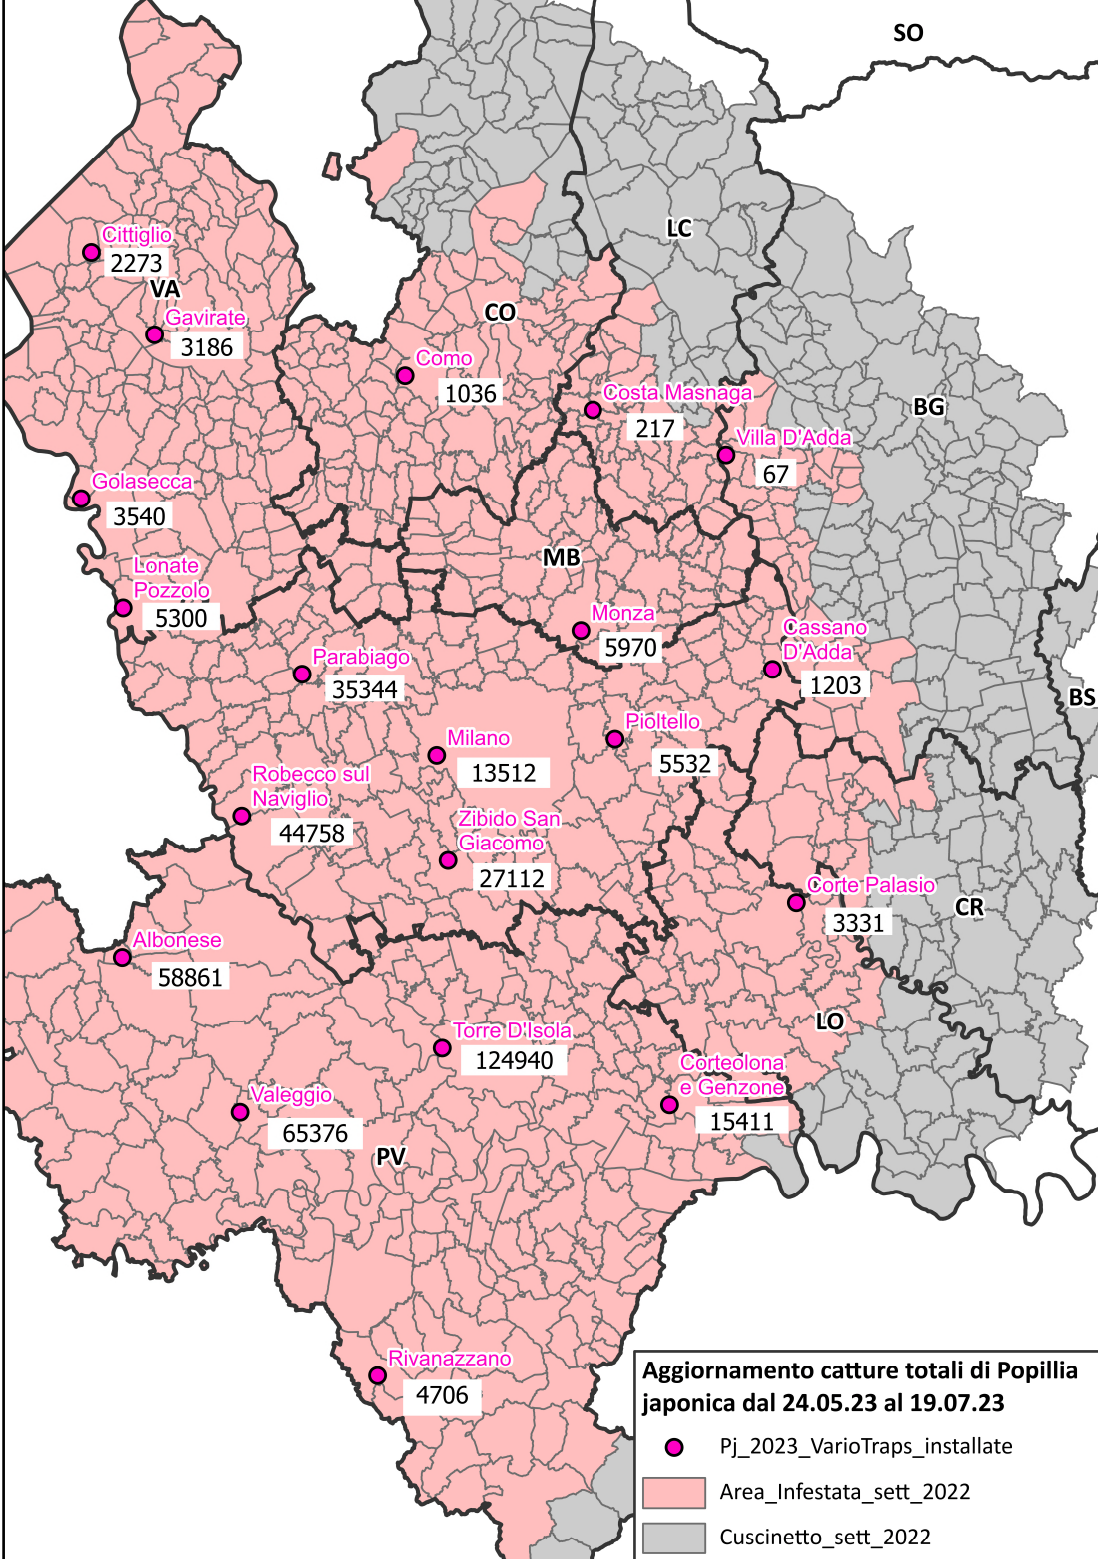 SO
LC
Cittiglio
2273
VA
CO
Gavirate
3186
Como
1036
Costa Masnaga
217
BG
Villa D'Adda
67
Golasecca
3540
MB
Lonate
Pozzolo
5300
Monza
5970
Cassano
D'Adda
1203
Parabiago
35344
BS
Milano
13512
Pioltello
5532
Robecco sul
Naviglio
44758
Zibido San
Giacomo
27112
Corte Palasio
3331
CR
Albonese
58861
LO
Torre D'Isola
124940
Corteolona
e Genzone
15411
Valeggio
65376
PV
Rivanazzano
4706
Aggiornamento catture totali di Popillia
japonica dal 24.05.23 al 19.07.23
Pj_2023_VarioTraps_installate
Area_Infestata_sett_2022
Cuscinetto_sett_2022